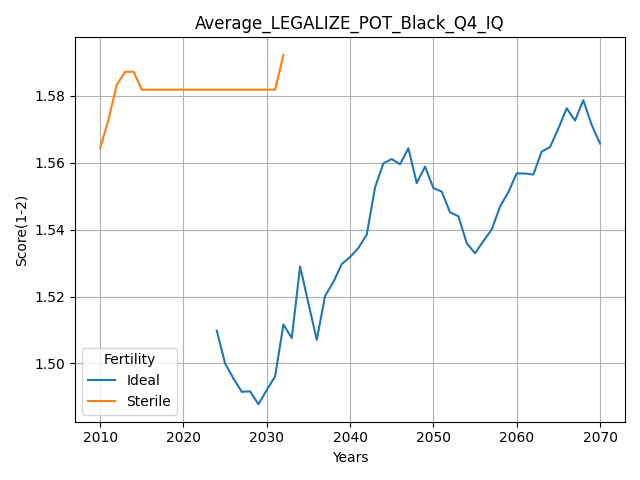 Average_LEGALIZE_POT_Black_Q4_IQ
Score(1-2)
1.58
1.56
1.54
1.52
1.50
Fertility
Ideal
Sterile
2010 2020 2030 2040 2050 2060 2070
Years